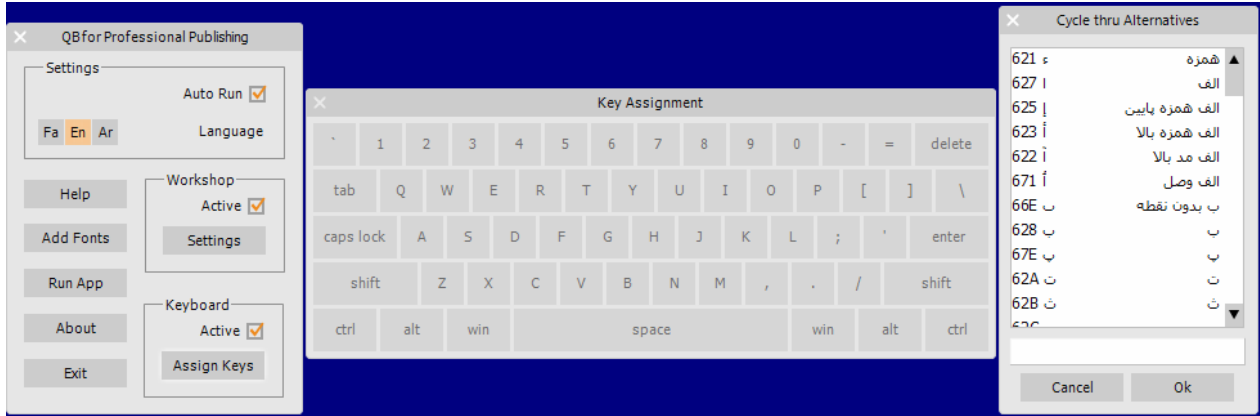 QB for Professional Publishing
Settings
Auto Run
Fa En Ar Language
Help
Add Fonts
Run App
About
Exit
Workshop
Active
Settings
Keyboard
Active
Assign Keys
Key Assignment
` 1 2 3 4 5 6 7 8 9 0 - = delete
tab Q W E R T Y U I O P [ ] \
caps lock A S D F G H J K L ; ' enter
shift Z X C V B N M , . / shift
ctrl alt win space win alt ctrl
Cycle thru Alternatives
621 ء همزه
627 ا الف
625 إ الف همزه پایین
623 أ الف همزه بالا
622 آ الف مد بالا
671 ٱ الف وصل
66E ٮ ب بدون نقطه
628 ب ب
67E پ پ
62A ت ت
62B ث ث
Cancel Ok